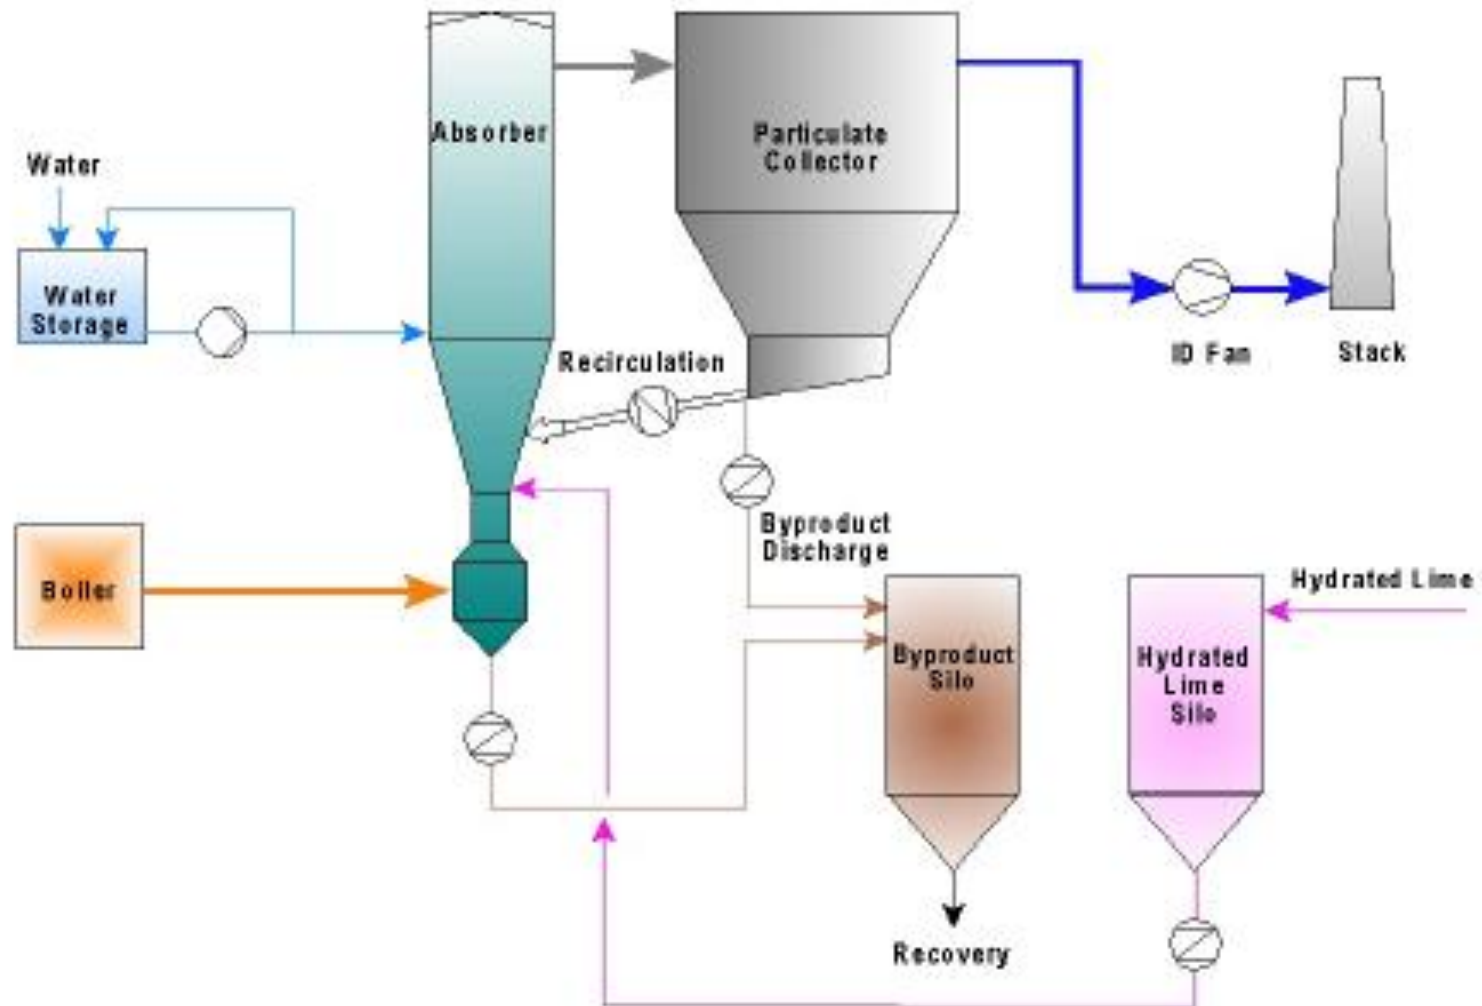 Absorber
Particulate
Collector
Water
Water
Storage
Recirculation
ID Fan
Stack
Boiler
Byproduct
Discharge
Hydrated Lime
Byproduct
Silo
Hydrated
Lime
Silo
Recovery